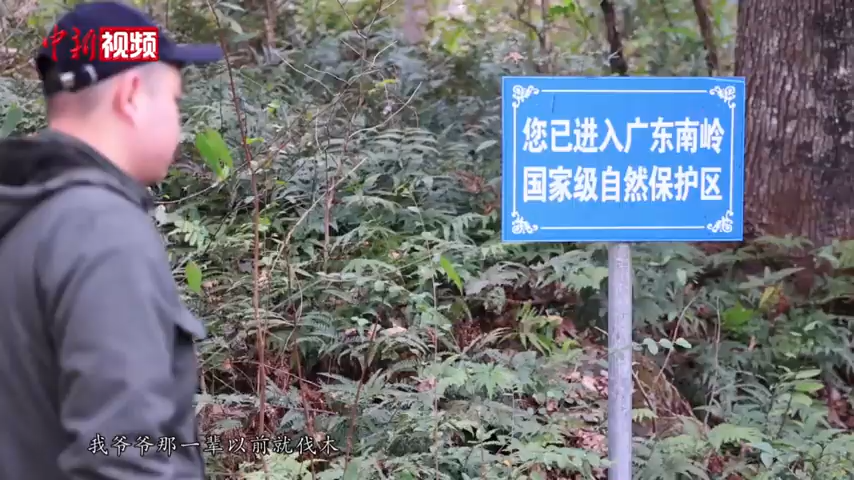 中新视频
您已进入广东南岭
国家级自然保护区
我爷爷那一辈以前就伐木